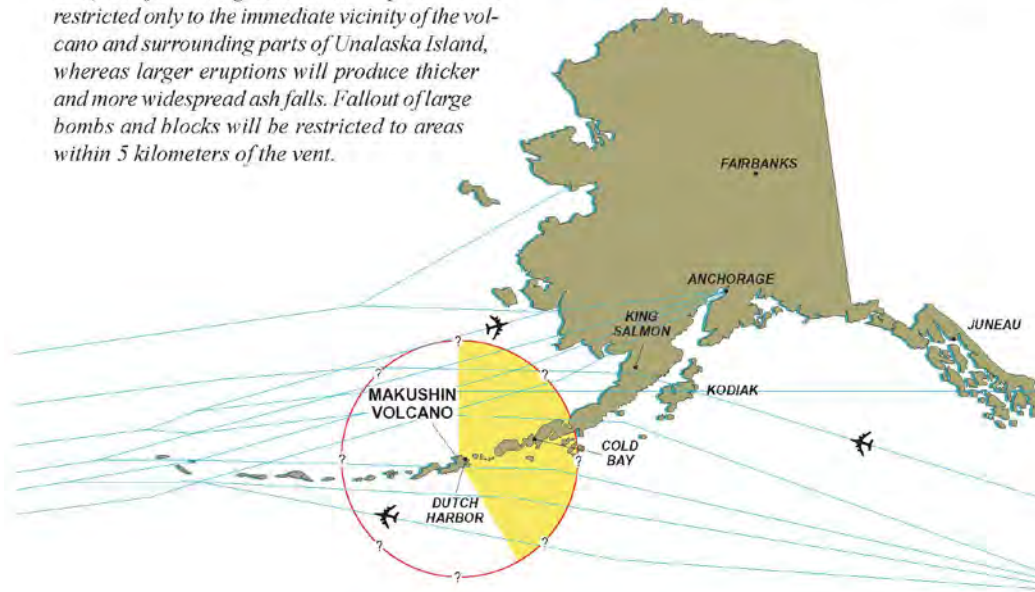 restricted only to the immediate vicinity of the vol-
cano and surrounding parts of Unalaska Island,
whereas larger eruptions will produce thicker
and more widespread ash falls. Fallout of large
bombs and blocks will be restricted to areas
within 5 kilometers of the vent.
FAIRBANKS
ANCHORAGE
KING
SALMON
JUNEAU
?
?
?
MAKUSHIN
VOLCANO
KODIAK
COLD
BAY
?
?
DUTCH
HARBOR
?
?
?